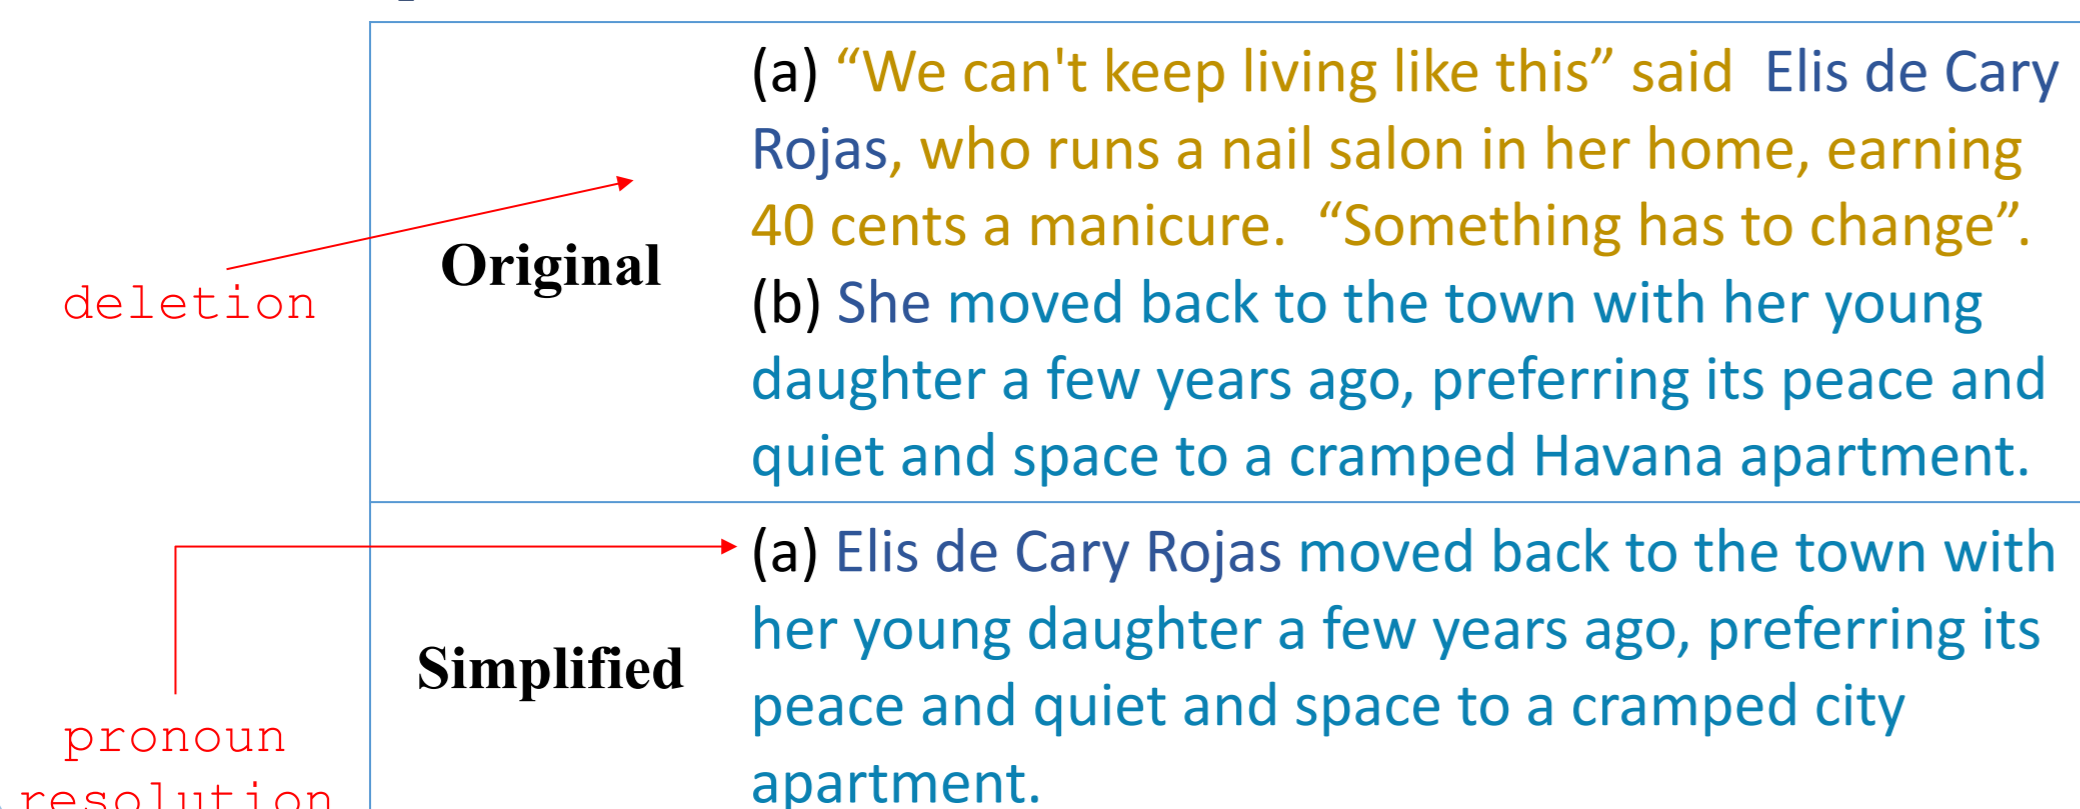 (a) “We can't keep living like this” said  Elis de Cary
Rojas, who runs a nail salon in her home, earning
40 cents a manicure.  “Something has to change”.
(b) She moved back to the town with her young
daughter a few years ago, preferring its peace and
quiet and space to a cramped Havana apartment.
Original
deletion
(a) Elis de Cary Rojas moved back to the town with
her young daughter a few years ago, preferring its
peace and quiet and space to a cramped city
apartment.
Simplified
pronoun
resolution